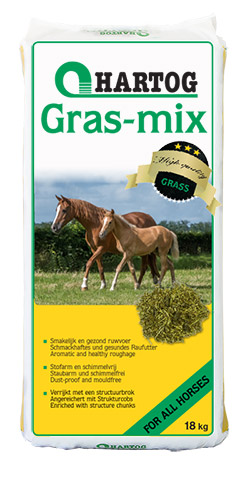 HARTOG
Gras-mix
High quality
GRASS
Smakelijk en gezond ruwvoer
Schmackhaftes und gesundes Raufutter
Aromatic and healthy roughage
Stofarm en schimmelvrij
Staubarm und schimmelfrei
Dust-proof and mouldfree
Verrijkt met een structuurbrok
Angereichert mit Strukturcobs
Enriched with structure chunks
FOR ALL HORSES
18 kg
HARTOG